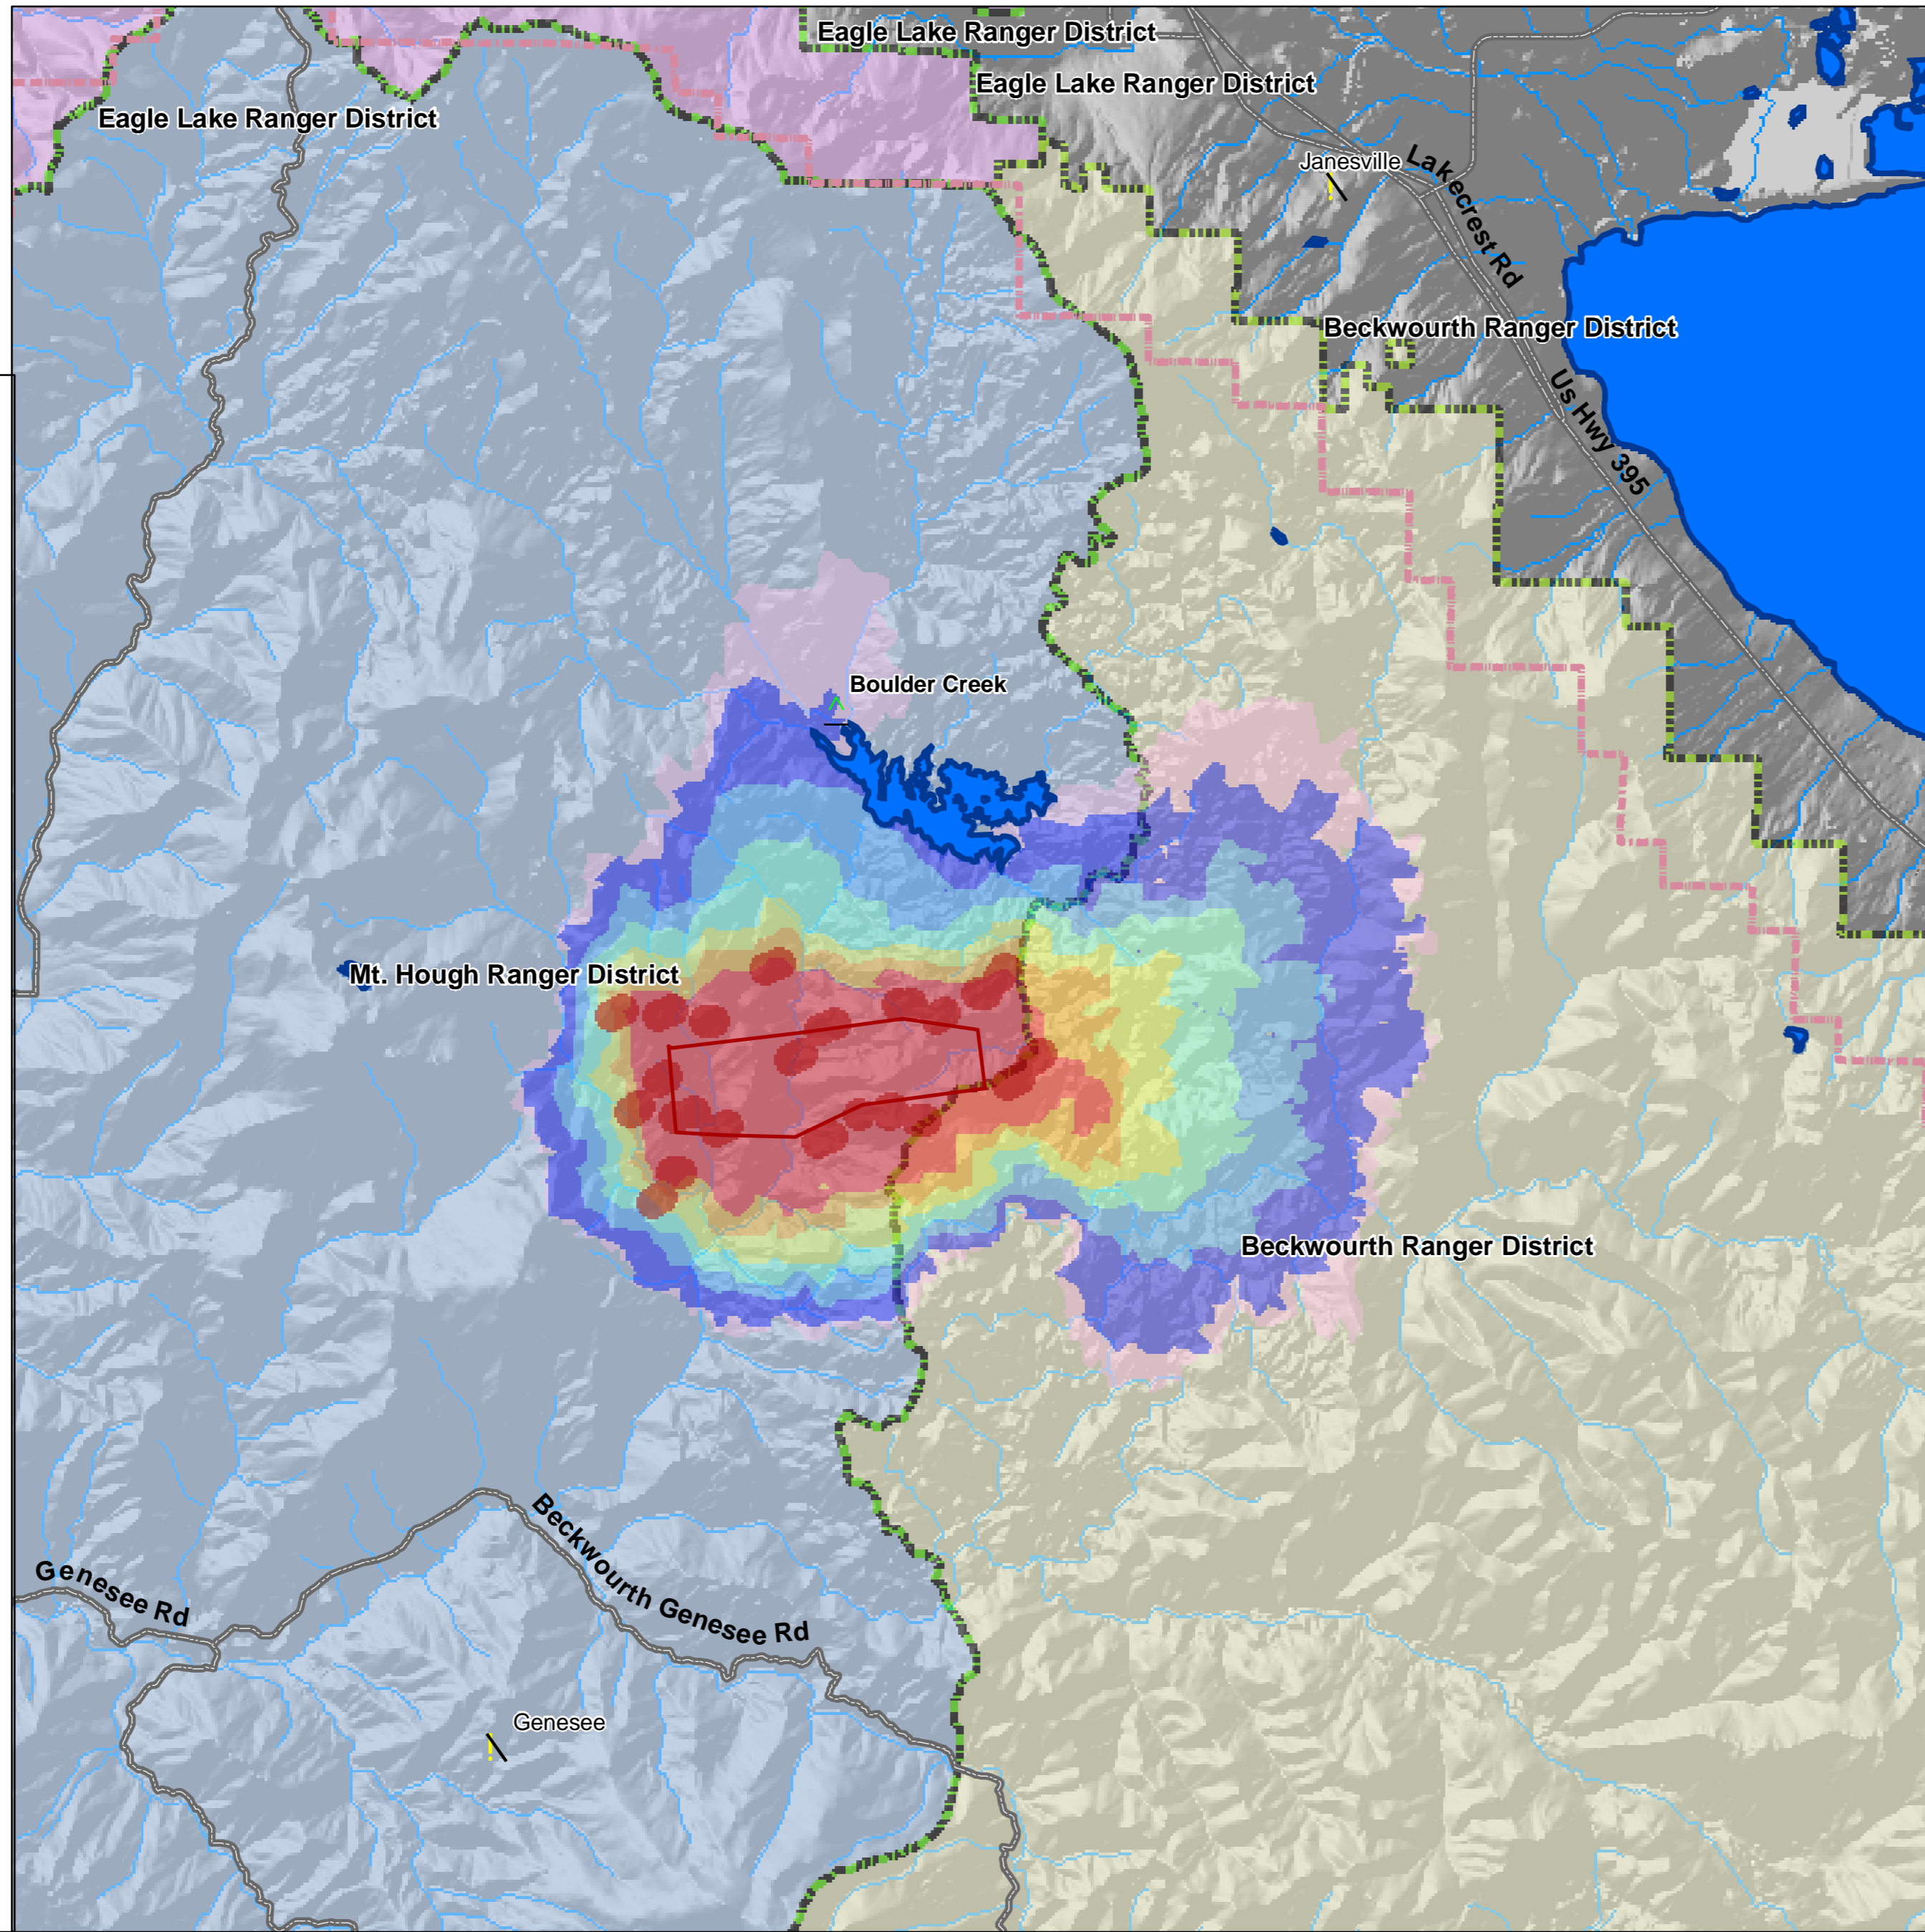 Eagle Lake Ranger District
Eagle Lake Ranger District
Eagle Lake Ranger District
Janesville
Lakecrest Rd
Beckwourth Ranger District
Us Hwy 395
Boulder Creek
Mt. Hough Ranger District
Beckwourth Ranger District
Beckwourth Genesee Rd
Genesee Rd
Genesee